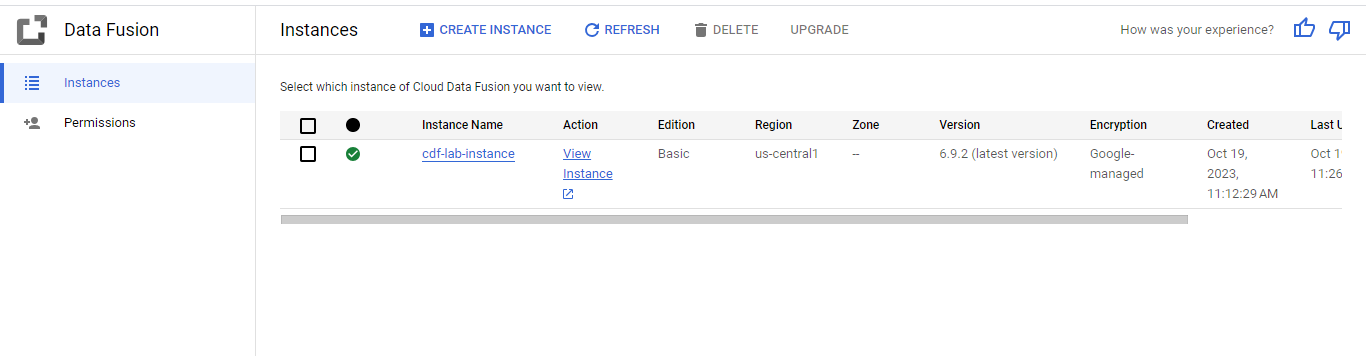 Data Fusion
Instances
CREATE INSTANCE
REFRESH
DELETE
UPGRADE
How was your experience?
Instances
Permissions
Select which instance of Cloud Data Fusion you want to view.
Instance Name Action Edition Region Zone Version Encryption Created Last U
cdf-lab-instance View Basic us-central1 -- 6.9.2 (latest version) Google- Oct 19, Oct 1
Instance managed 2023, 11:26
11:12:29 AM